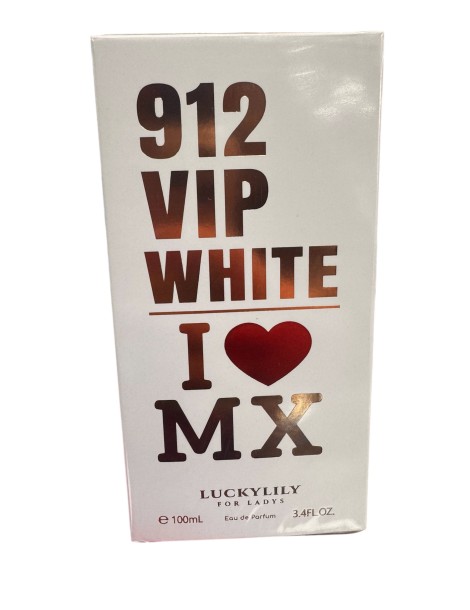 912
VIP
WHITE
I ❤
MX
LUCKYLILY
FOR LADYS
℮ 100mL Eau de Parfum 3.4FL.OZ.